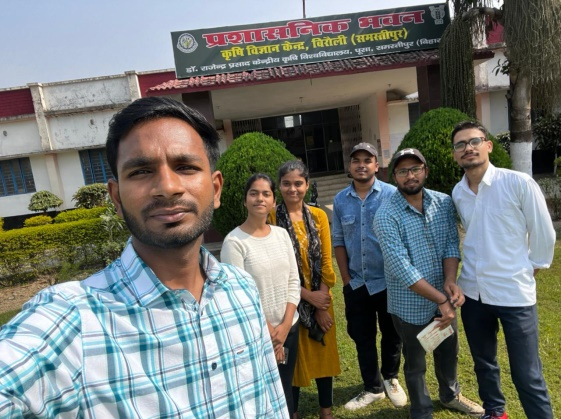 प्रशासनिक भवन
कृषि विज्ञान केन्द्र, बिरौली (समस्तीपुर)
डॉ. राजेन्द्र प्रसाद केन्द्रीय कृषि विश्वविद्यालय, पूसा, समस्तीपुर (बिहार